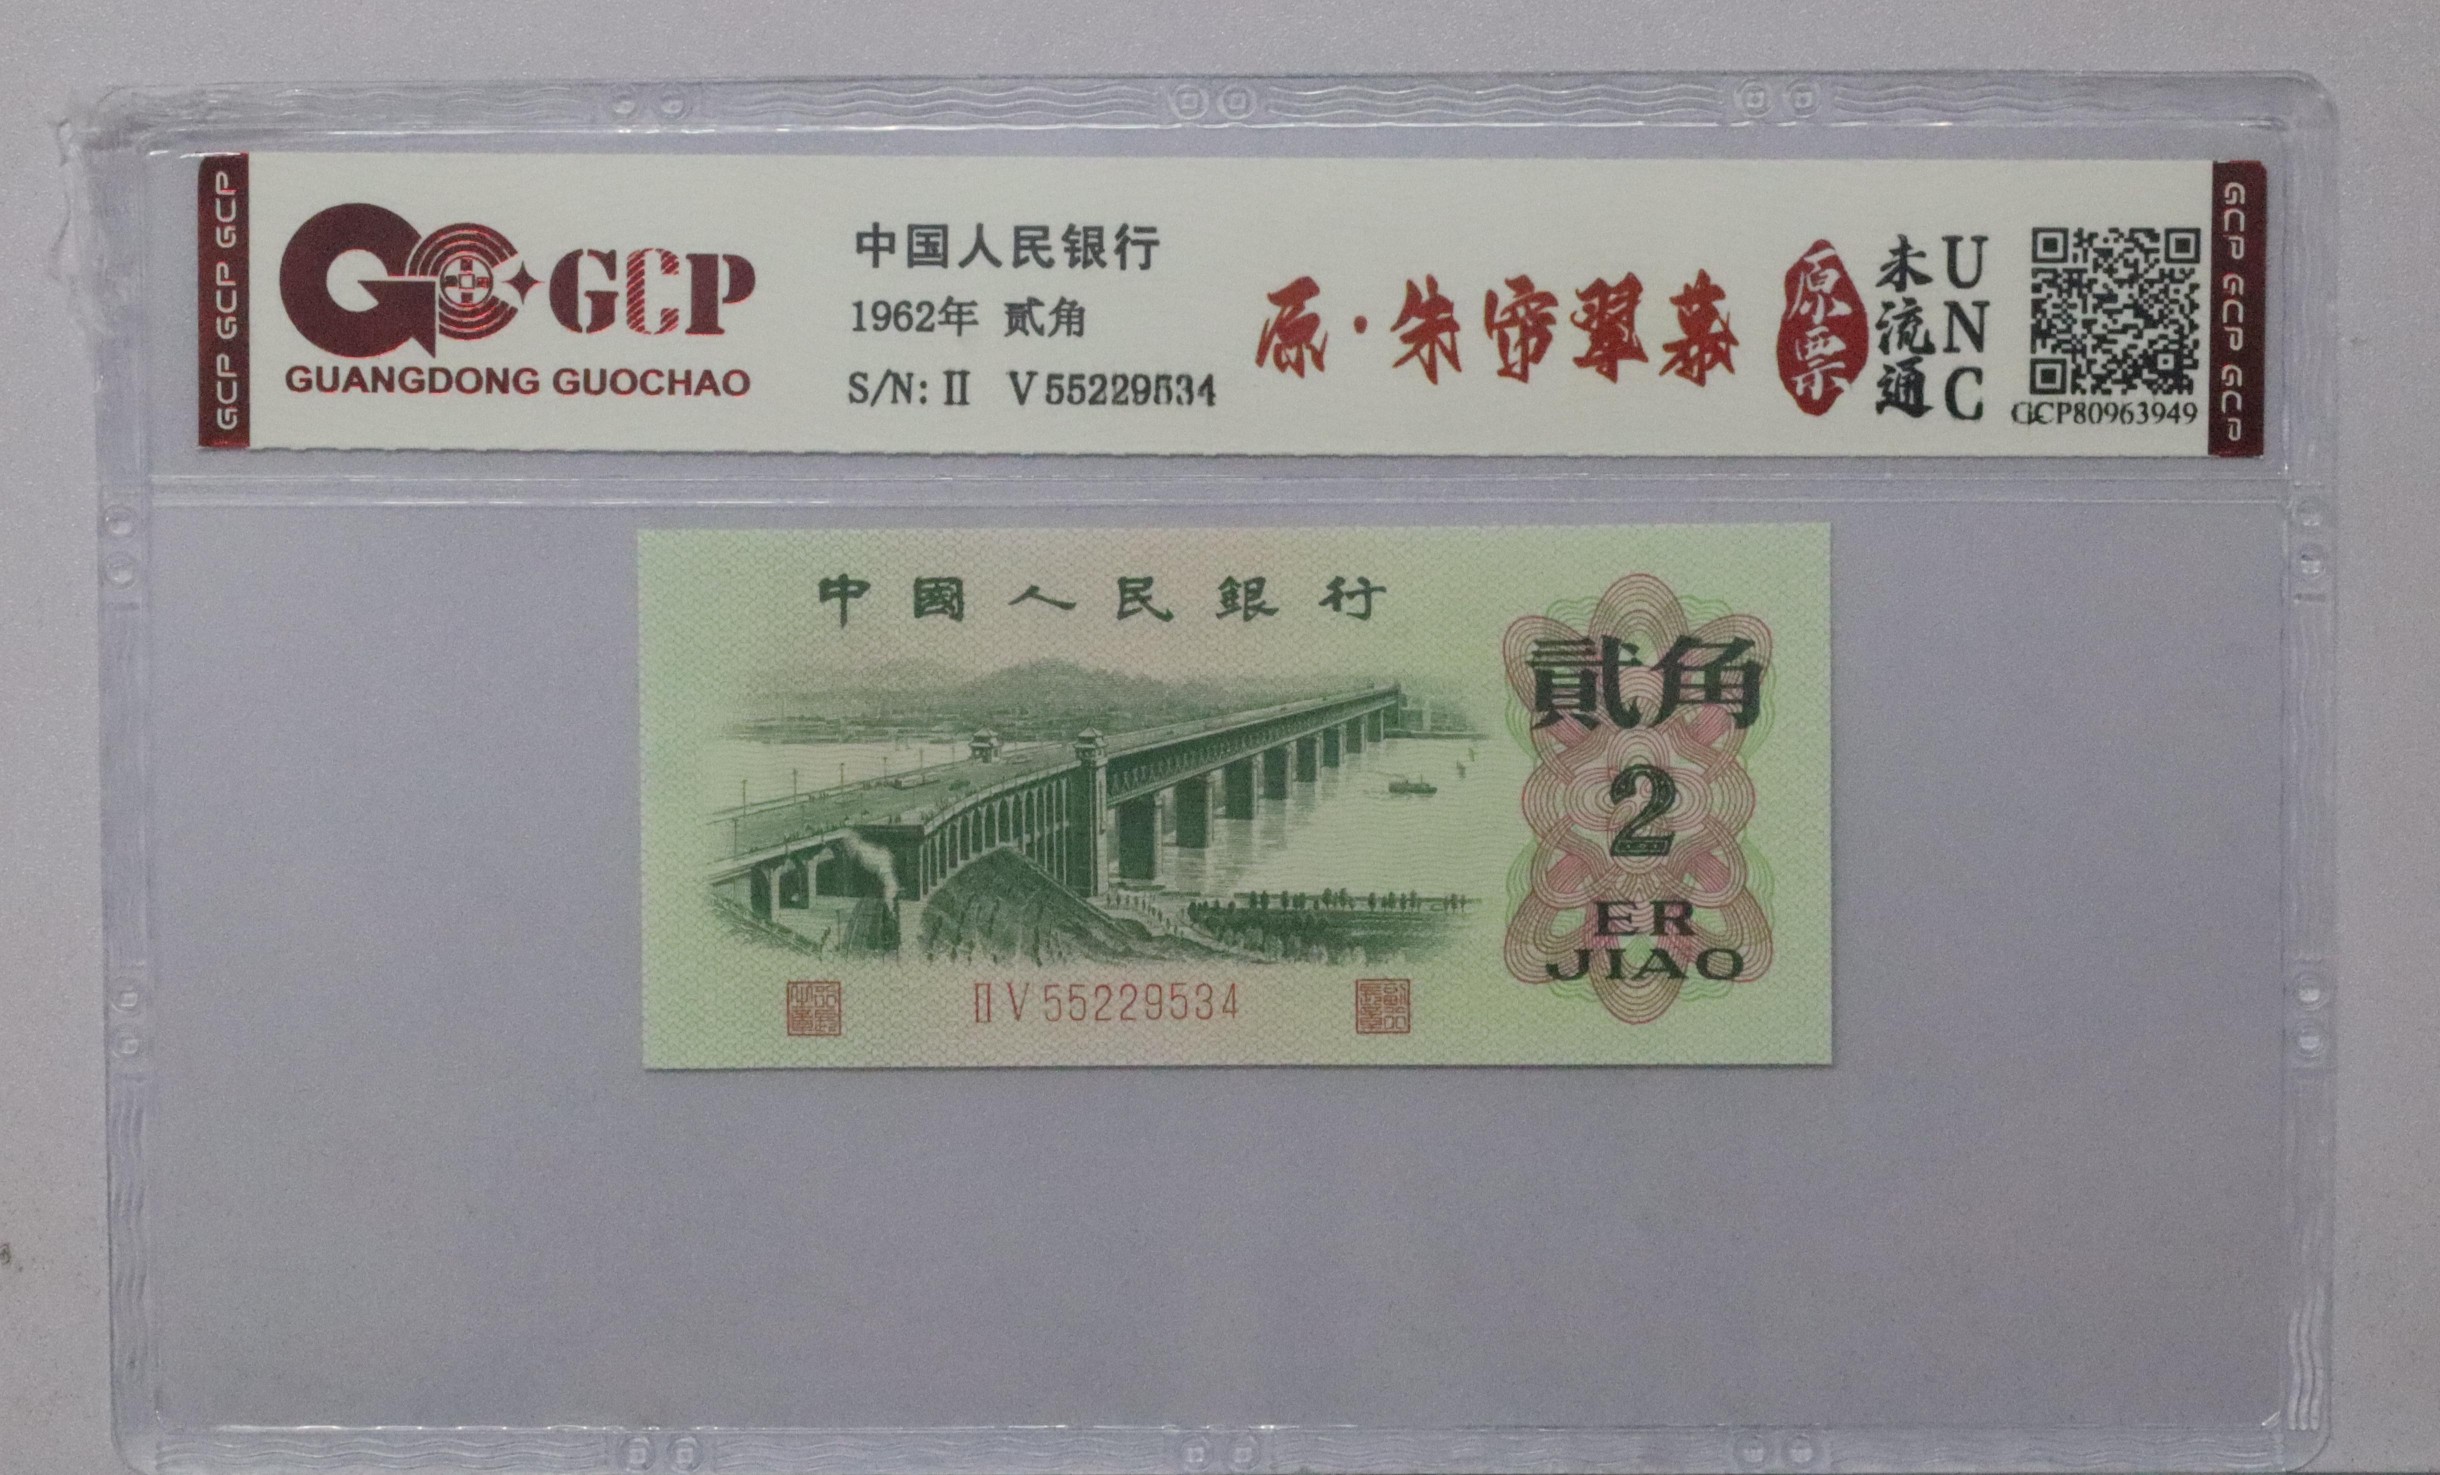 GCP GCP GCP
GCP
GUANGDONG GUOCHAO
中国人民银行
1962年 贰角
S/N: II V 55229534
原·朱帘翠幕
原票
未流通
UNC
GCP80963949
GCP GCP GCP
中國人民銀行
貳角
2
ER
JIAO
II V 55229534